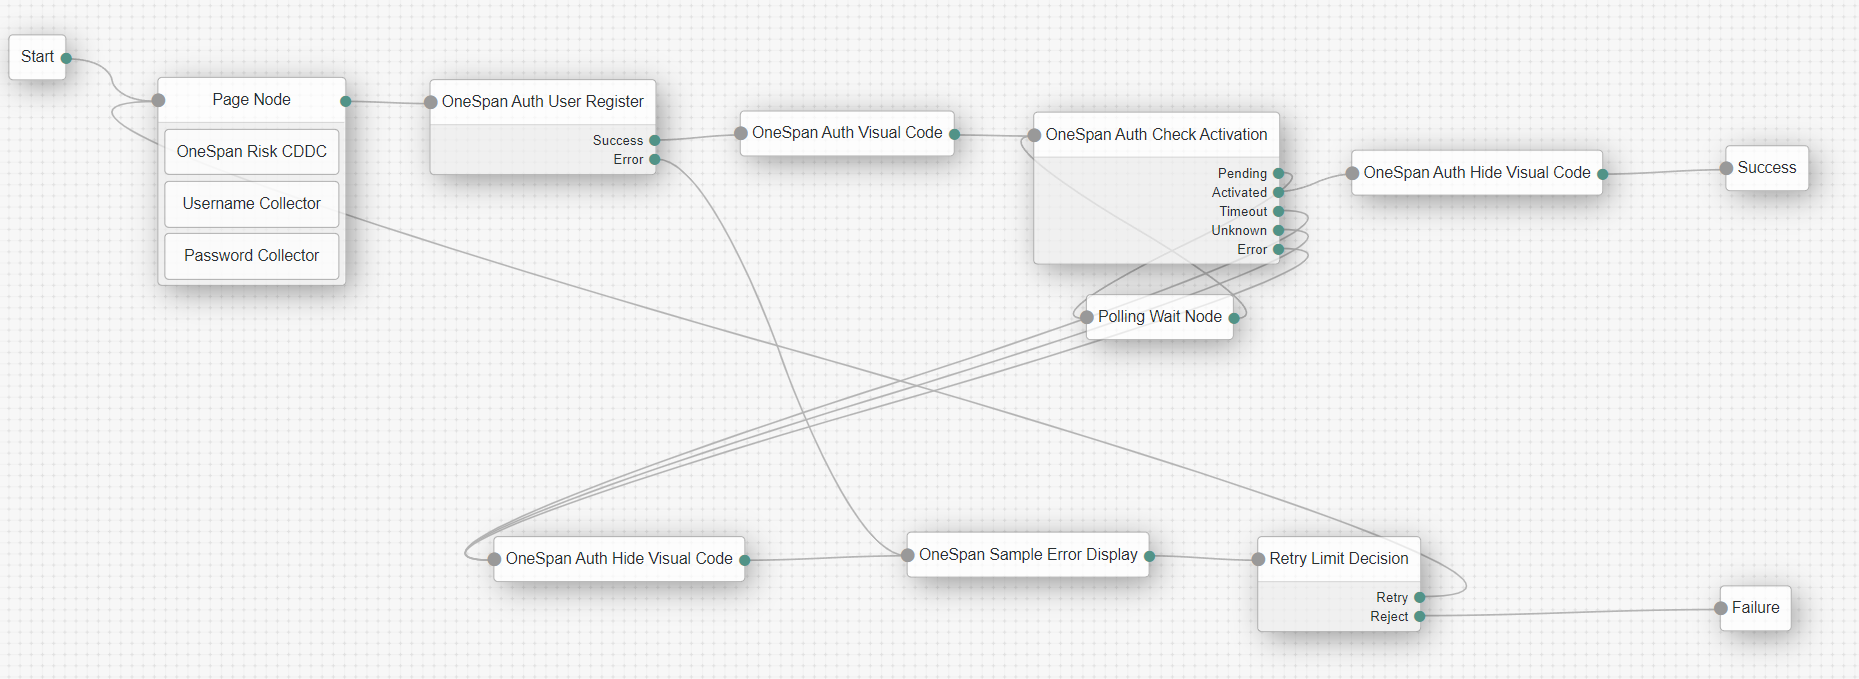 Start
Page Node
OneSpan Risk CDDC
Username Collector
Password Collector
OneSpan Auth User Register
Success
Error
OneSpan Auth Visual Code
OneSpan Auth Check Activation
Pending
Activated
Timeout
Unknown
Error
OneSpan Auth Hide Visual Code
Success
Polling Wait Node
OneSpan Auth Hide Visual Code
OneSpan Sample Error Display
Retry Limit Decision
Retry
Reject
Failure